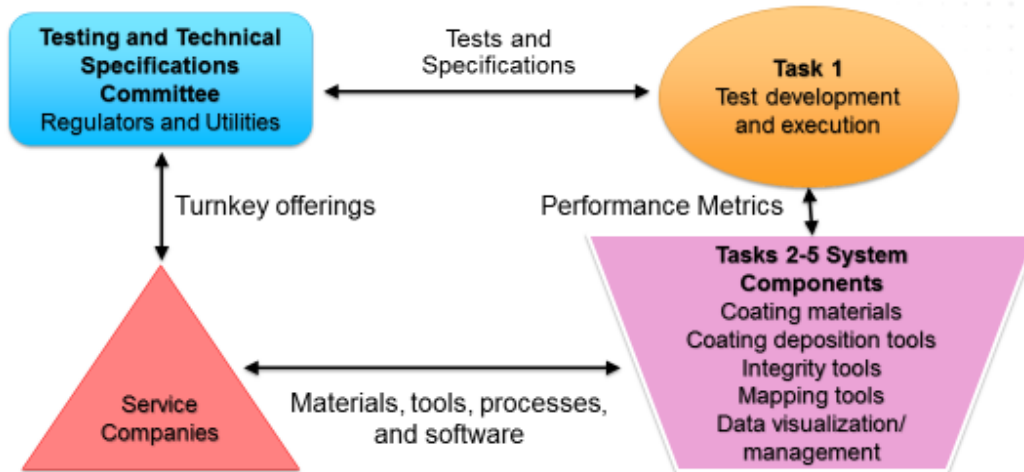 Testing and Technical
Specifications
Committee
Regulators and Utilities
Tests and
Specifications
Task 1
Test development
and execution
Turnkey offerings
Performance Metrics
Tasks 2-5 System
Components
Coating materials
Coating deposition tools
Integrity tools
Mapping tools
Data visualization/
management
Service
Companies
Materials, tools, processes,
and software